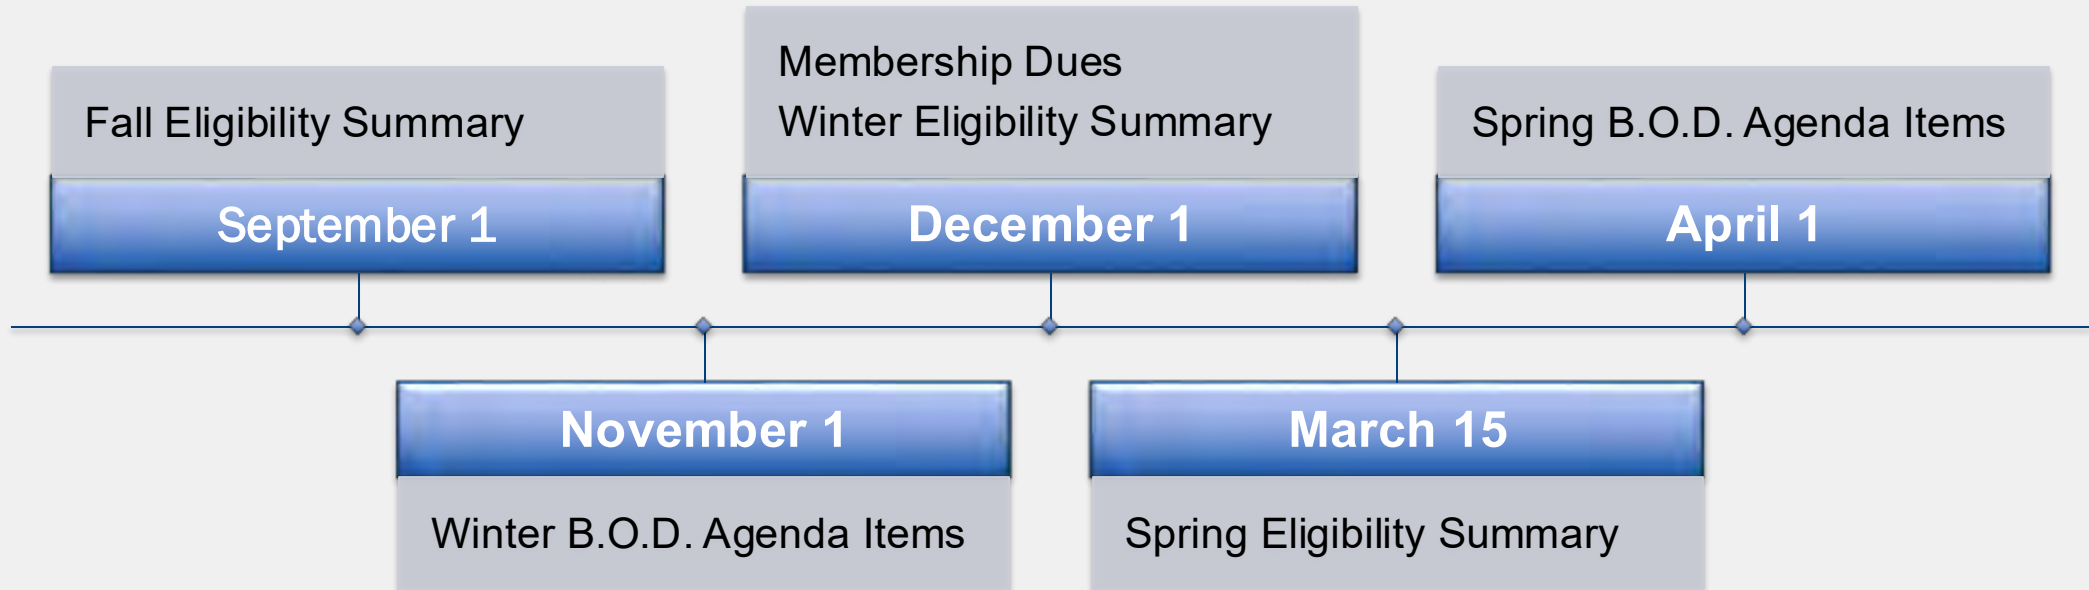 Fall Eligibility Summary
September 1
Winter B.O.D. Agenda Items
November 1
Membership Dues
Winter Eligibility Summary
December 1
Spring Eligibility Summary
March 15
Spring B.O.D. Agenda Items
April 1